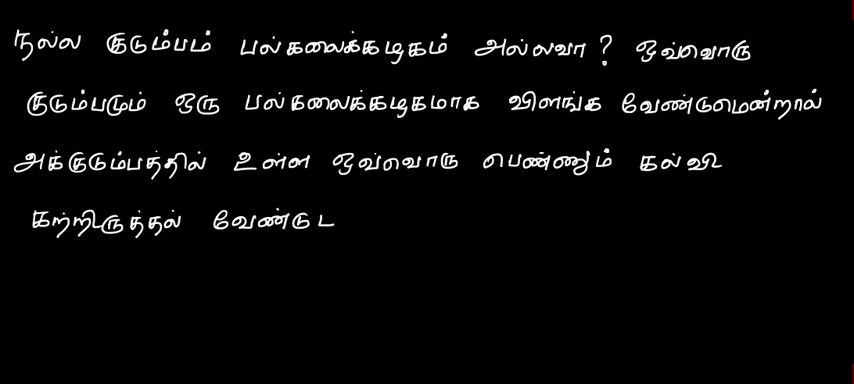 நல்ல குடும்பம் பல்கலைக்கழகம் அல்லவா? ஒவ்வொரு
குடும்பமும் ஒரு பல்கலைக்கழகமாக விளங்க வேண்டுமென்றால்
அக்குடும்பத்தில் உள்ள ஒவ்வொரு பெண்ணும் கல்வி
கற்றிருத்தல் வேண்டுட